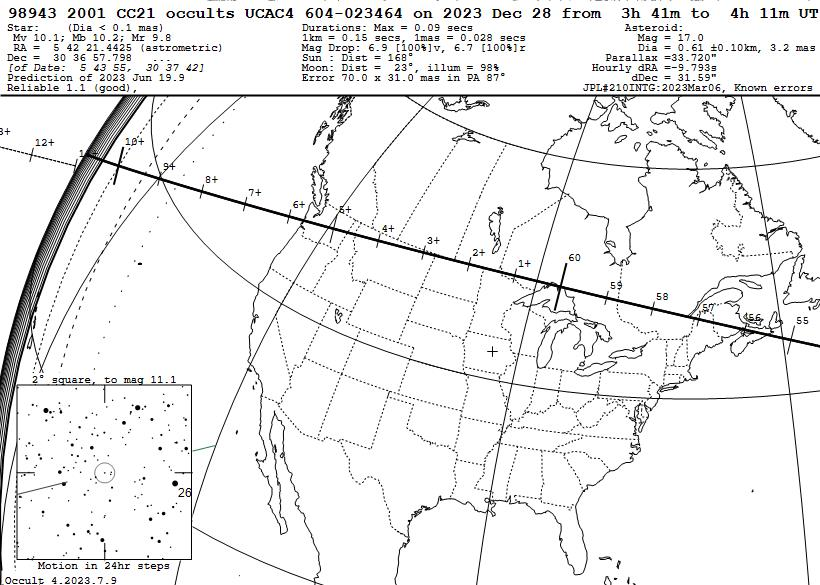 98943 2001 CC21 occults UCAC4 604-023464 on 2023 Dec 28 from  3h 41m to  4h 11m UT
Star:    (Dia < 0.1 mas)
Mv 10.1; Mb 10.2; Mr 9.8
RA =  5 42 21.4425 (astrometric)
Dec =  30 36 57.798   ...
[of Date:  5 43 55,  30 37 42]
Prediction of 2023 Jun 19.9
Reliable 1.1 (good),
Durations: Max = 0.09 secs
1km = 0.15 secs, 1mas = 0.028 secs
Mag Drop: 6.9 [100%]v, 6.7 [100%]r
Sun : Dist = 168°
Moon: Dist =  23°, illum = 98%
Error 70.0 x 31.0 mas in PA 87°
Asteroid:
Mag = 17.0
Dia = 0.61 ±0.10km, 3.2 mas
Parallax =33.720"
Hourly dRA =-9.793s
dDec = 31.59"
JPL#210INTG:2023Mar06, Known errors
12+
10+
9+
8+
7+
6+
5+
4+
3+
2+
1+
60
59
58
57
56
55
2° square, to mag 11.1
26
Motion in 24hr steps
Occult 4.2023.7.9